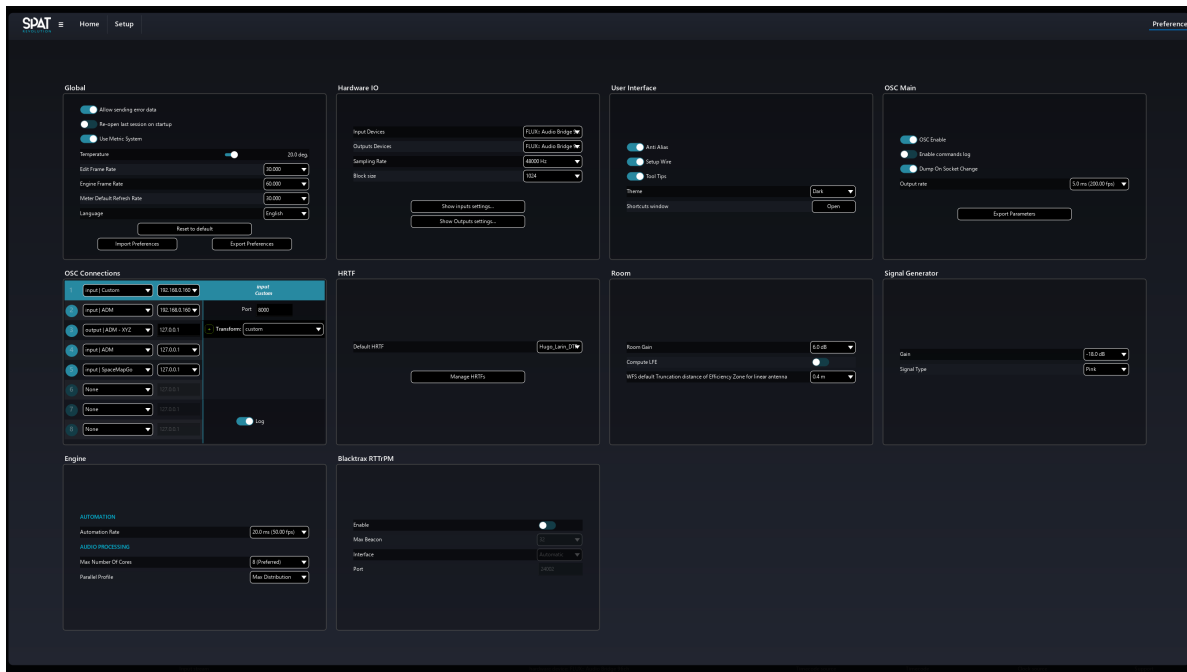 SPAT
REVOLUTION
Home
Setup
Preference
Global
Allow sending error data
Re-open last session on startup
Use Metric System
Temperature 20.0 deg.
Edit Frame Rate 30.000
Engine Frame Rate 60.000
Meter Default Refresh Rate 30.000
Language English
Reset to default
Import Preferences Export Preferences
Hardware IO
Input Devices FLUX:: Audio Bridge
Outputs Devices FLUX:: Audio Bridge
Sampling Rate 48000 Hz
Block size 1024
Show inputs settings...
Show Outputs settings...
User Interface
Anti Alias
Setup Wire
Tool Tips
Theme Dark
Shortcuts window Open
OSC Main
OSC Enable
Enable commands log
Dump On Socket Change
Output rate 5.0 ms (200.00 fps)
Export Parameters
OSC Connections
1 input | Custom 192.168.0.160
2 input | ADM 192.168.0.160
3 output | ADM - XYZ 127.0.0.1
4 input | ADM 127.0.0.1
5 input | SpaceMapGo 127.0.0.1
6 None 127.0.0.1
7 None 127.0.0.1
8 None 127.0.0.1
input
Custom
Port 8000
Transform: custom
Log
HRTF
Default HRTF Hugo_Larin_DT
Manage HRTFs
Room
Room Gain 6.0 dB
Compute LFE
WFS default Truncation distance of Efficiency Zone for linear antenna 0.4 m
Signal Generator
Gain -18.0 dB
Signal Type Pink
Engine
AUTOMATION
Automation Rate 20.0 ms (50.00 fps)
AUDIO PROCESSING
Max Number Of Cores 8 (Preferred)
Parallel Profile Max Distribution
Blacktrax RTTrPM
Enable
Max Beacon
Interface Automatic
Port 24002